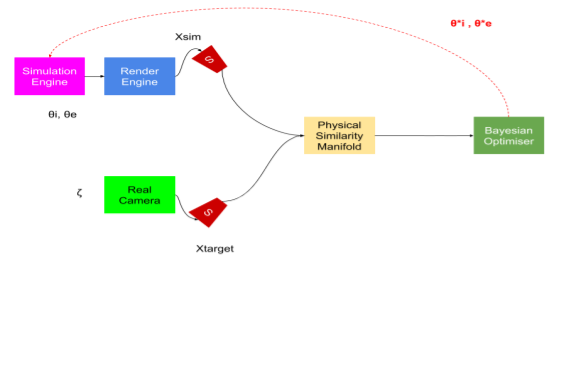 θ*i , θ*e
Xsim
S
Simulation
Engine
Render
Engine
θi, θe
Physical
Similarity
Manifold
Bayesian
Optimiser
ζ
Real
Camera
S
Xtarget